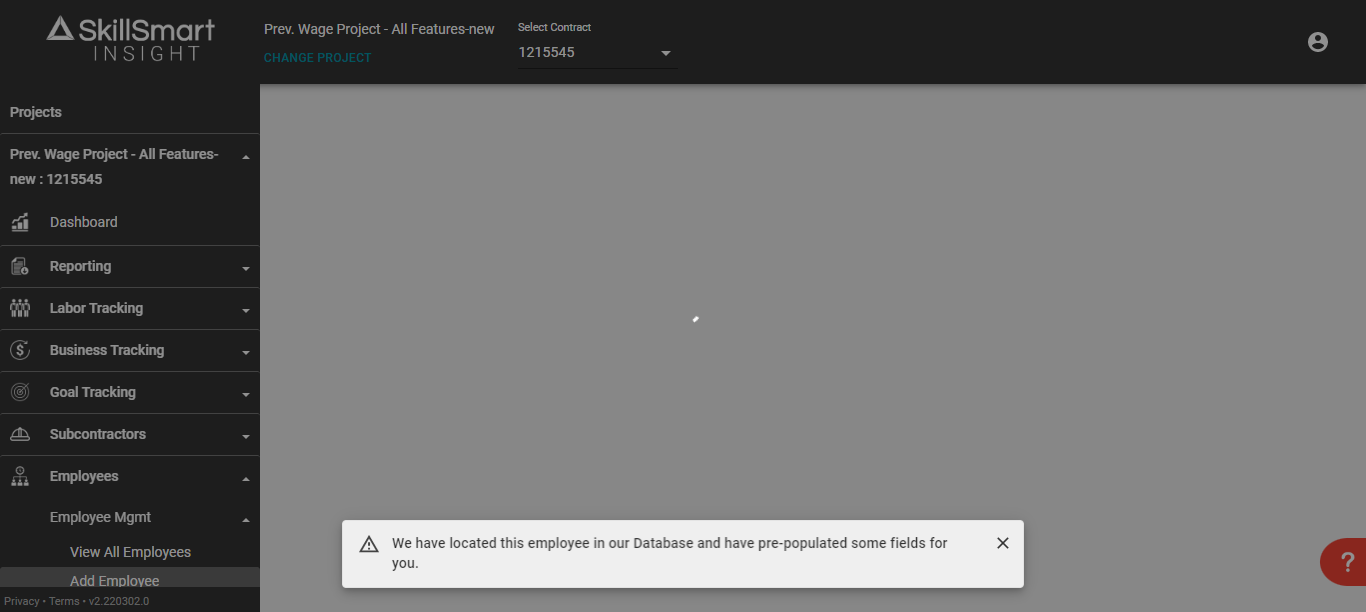 SkillSmart
INSIGHT
Prev. Wage Project - All Features-new
CHANGE PROJECT
Select Contract
1215545
Projects
Prev. Wage Project - All Features-
new : 1215545
Dashboard
Reporting
Labor Tracking
Business Tracking
Goal Tracking
Subcontractors
Employees
Employee Mgmt
View All Employees
Add Employee
Privacy • Terms • v2.220302.0
We have located this employee in our Database and have pre-populated some fields for
you.
?